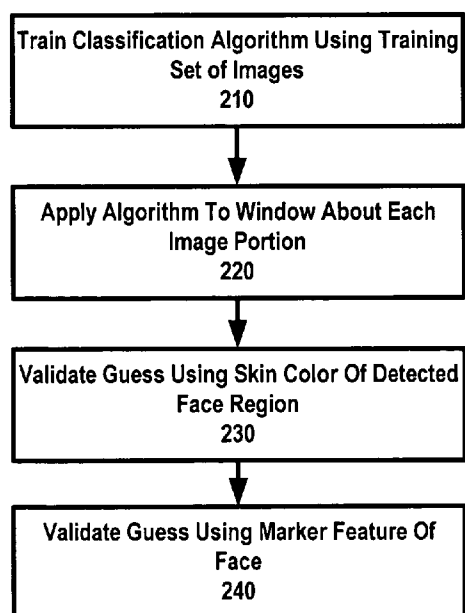 Train Classification Algorithm Using Training
Set of Images
210
Apply Algorithm To Window About Each
Image Portion
220
Validate Guess Using Skin Color Of Detected
Face Region
230
Validate Guess Using Marker Feature Of
Face
240